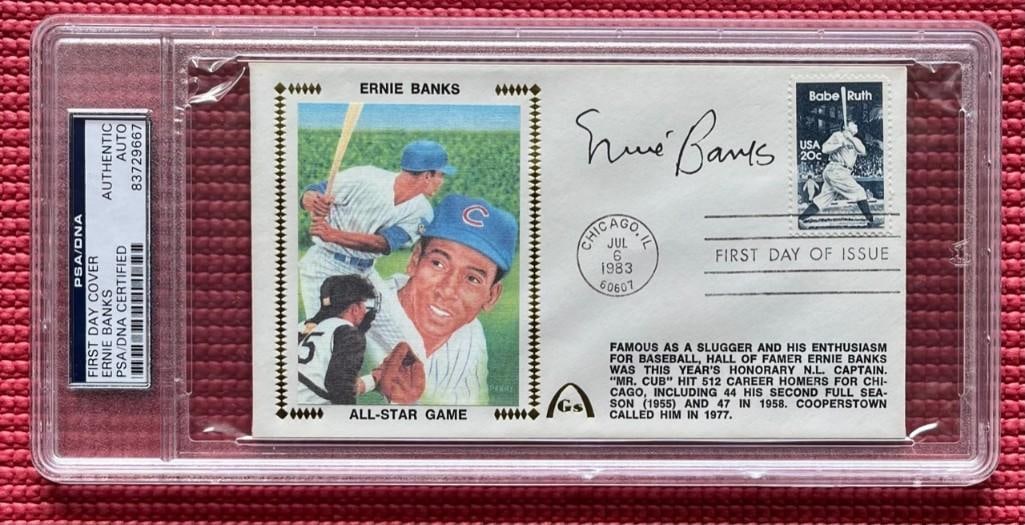 PSA/DNA
FIRST DAY COVER
ERNIE BANKS
PSA/DNA CERTIFIED
AUTHENTIC
AUTO
83729667
ERNIE BANKS
C
5
PERRY
ALL-STAR GAME
Ernie Banks
Babe Ruth
USA
20c
CHICAGO, IL
JUL
6
1983
60607
FIRST DAY OF ISSUE
Gs
FAMOUS AS A SLUGGER AND HIS ENTHUSIASM
FOR BASEBALL, HALL OF FAMER ERNIE BANKS
WAS THIS YEAR'S HONORARY N.L. CAPTAIN.
"MR. CUB" HIT 512 CAREER HOMERS FOR CHI-
CAGO, INCLUDING 44 HIS SECOND FULL SEA-
SON (1955) AND 47 IN 1958. COOPERSTOWN
CALLED HIM IN 1977.